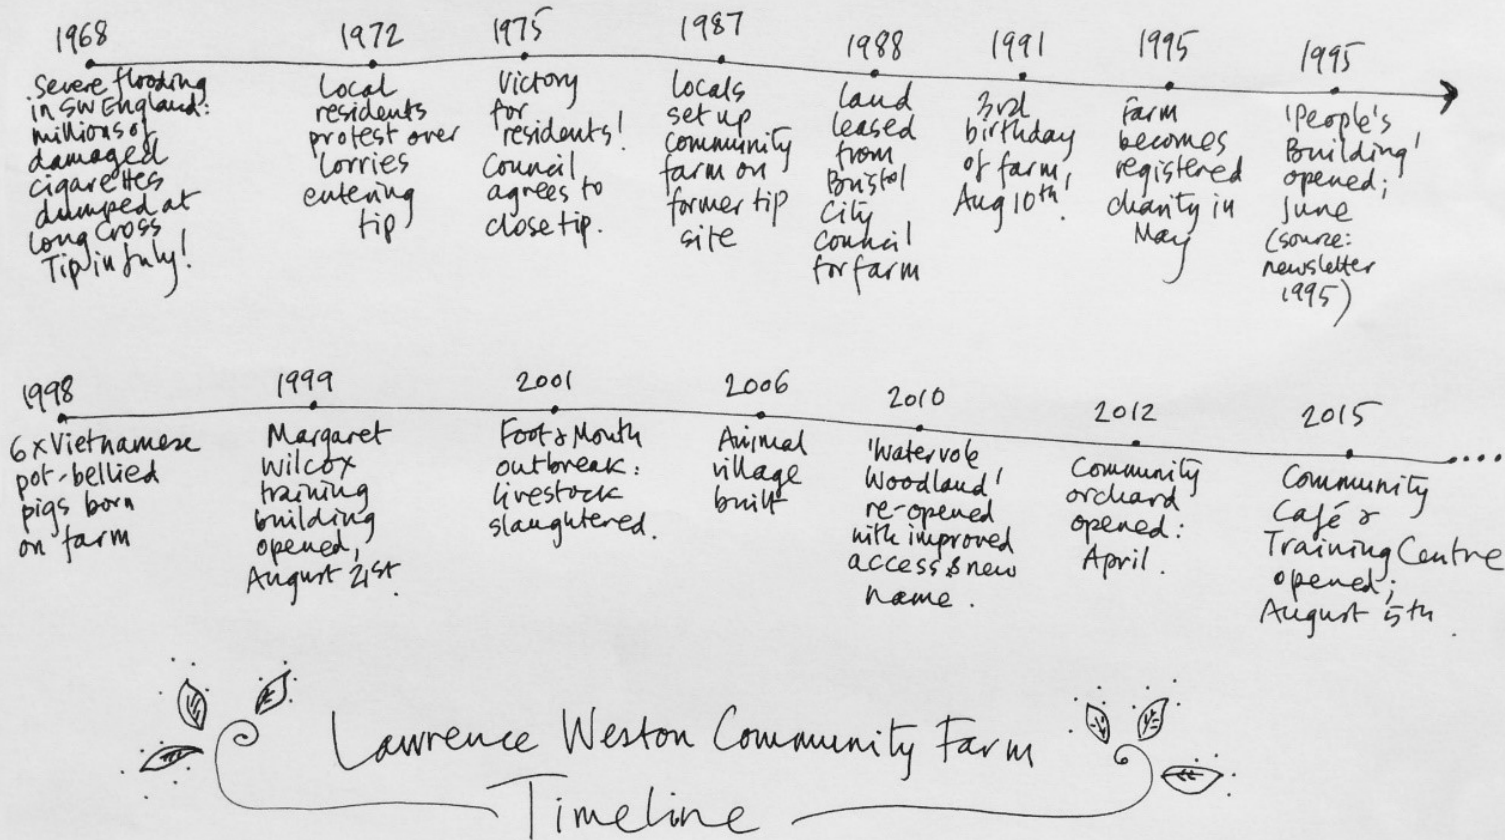 1968
Severe flooding
in SW England:
millions of
damaged
cigarettes
dumped at
Long Cross
Tip in July!
1972
Local
residents
protest over
lorries
entering
tip
1975
Victory
for
residents!
Council
agrees to
close tip.
1987
Locals
set up
community
farm on
former tip
site
1988
Land
leased
from
Bristol
City
Council
for farm
1991
3rd
birthday
of farm,
Aug 10th!
1995
Farm
becomes
registered
charity in
May
1995
'People's
Building'
opened;
June
(source:
newsletter
1995)
1998
6 x Vietnamese
pot-bellied
pigs born
on farm
1999
Margaret
Wilcox
training
building
opened,
August 21st.
2001
Foot & Mouth
outbreak:
livestock
slaughtered.
2006
Animal
village
built
2010
'Watervole
Woodland'
re-opened
with improved
access & new
name.
2012
Community
orchard
opened:
April.
2015
Community
Café &
Training Centre
opened;
August 5th.
Lawrence Weston Community Farm
Timeline